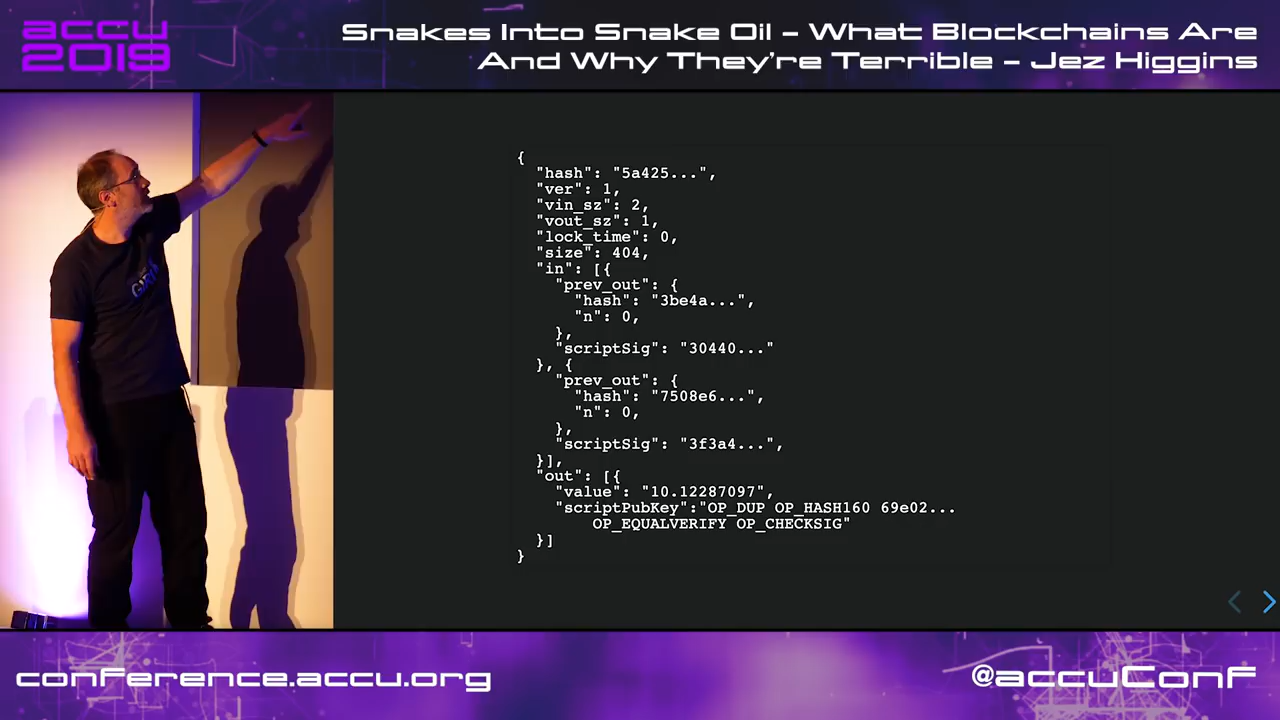 accu
2019
Snakes Into Snake Oil – What Blockchains Are
And Why They're Terrible – Jez Higgins
{
"hash": "5a425...",
"ver": 1,
"vin_sz": 2,
"vout_sz": 1,
"lock_time": 0,
"size": 404,
"in": [{
"prev_out": {
"hash": "3be4a...",
"n": 0,
},
"scriptSig": "30440..."
}, {
"prev_out": {
"hash": "7508e6...",
"n": 0,
},
"scriptSig": "3f3a4...",
}],
"out": [{
"value": "10.12287097",
"scriptPubKey":"OP_DUP OP_HASH160 69e02...
OP_EQUALVERIFY OP_CHECKSIG"
}]
}
conference.accu.org
@accuConf